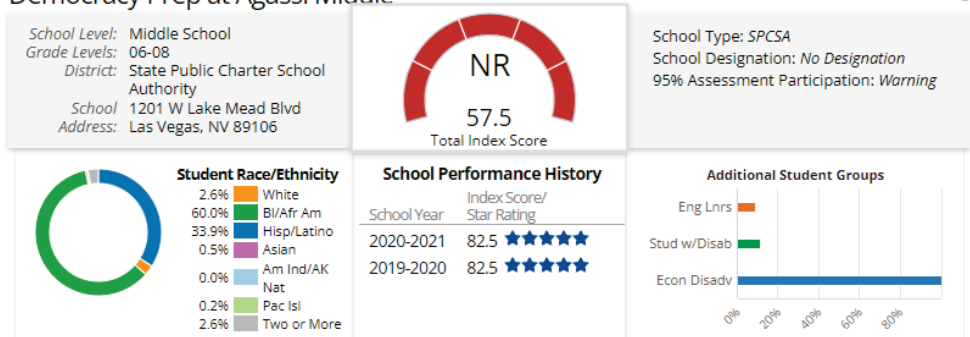 Democracy Prep at Agassi Middle
School Level: Middle School
Grade Levels: 06-08
District: State Public Charter School
Authority
School 1201 W Lake Mead Blvd
Address: Las Vegas, NV 89106
NR
57.5
Total Index Score
School Type: SPCSA
School Designation: No Designation
95% Assessment Participation: Warning
Student Race/Ethnicity
2.6% White
60.0% Bl/Afr Am
33.9% Hisp/Latino
0.5% Asian
0.0% Am Ind/AK
Nat
0.2% Pac Isl
2.6% Two or More
School Performance History
School Year Index Score/
Star Rating
2020-2021 82.5
2019-2020 82.5
Additional Student Groups
Eng Lnrs
Stud w/Disab
Econ Disadv
0% 20% 40% 60% 80%